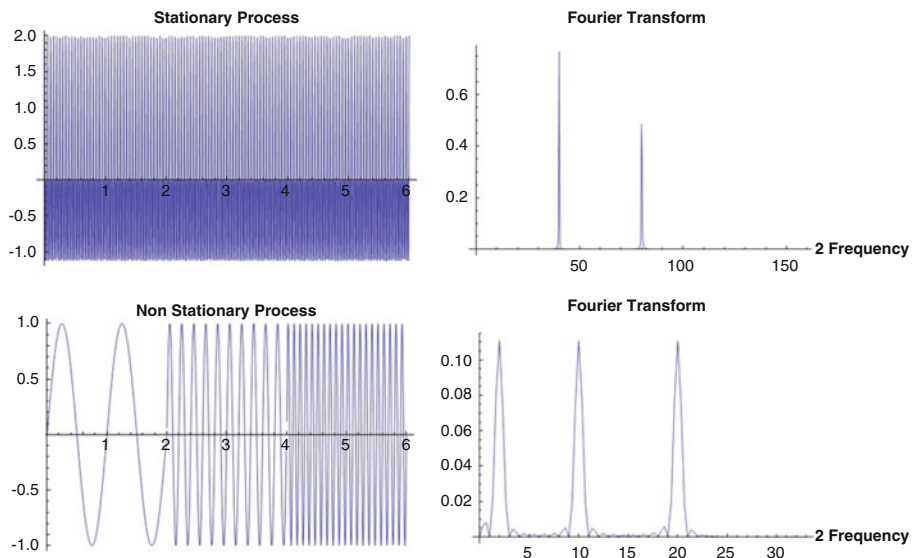 Stationary Process
2.0
1.5
1.0
0.5
-0.5
-1.0
1 2 3 4 5 6
Fourier Transform
0.6
0.4
0.2
50 100 150
2 Frequency
Non Stationary Process
1.0
0.5
-0.5
-1.0
1 2 3 4 5 6
Fourier Transform
0.10
0.08
0.06
0.04
0.02
5 10 15 20 25 30
2 Frequency